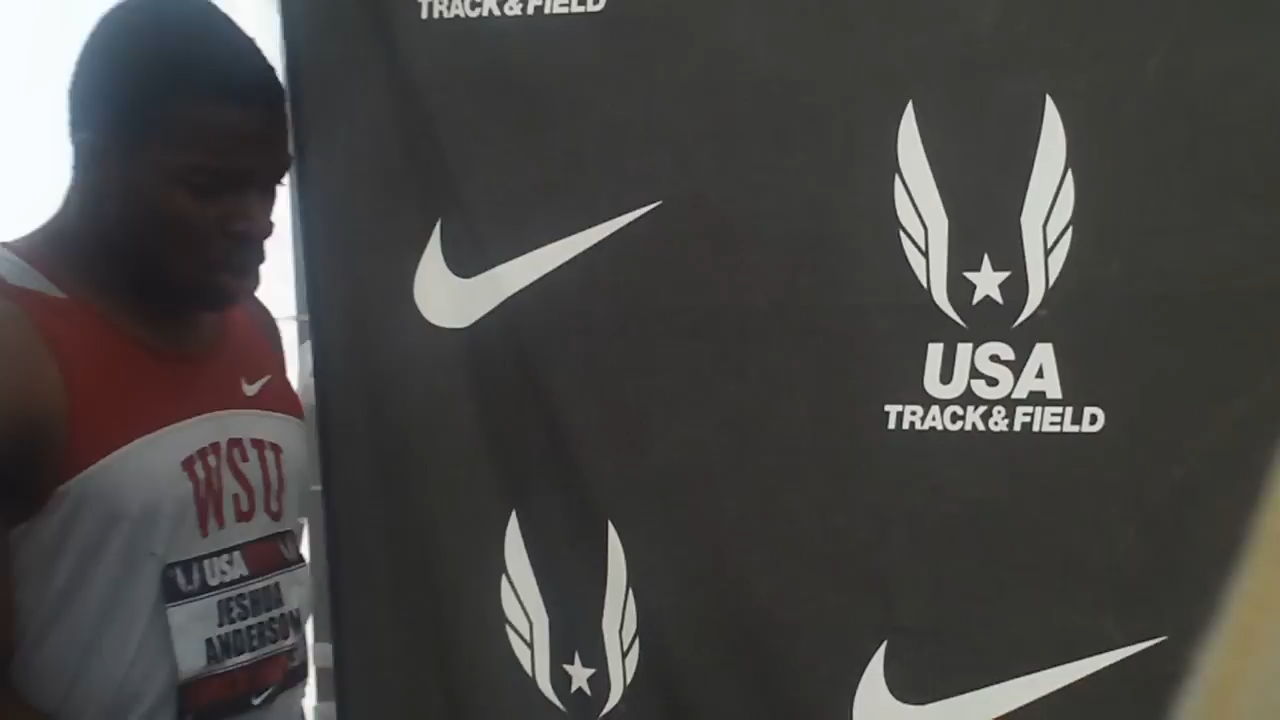 TRACK & FIELD
USA
TRACK & FIELD
WSU
USA
JESHUA
ANDERSON